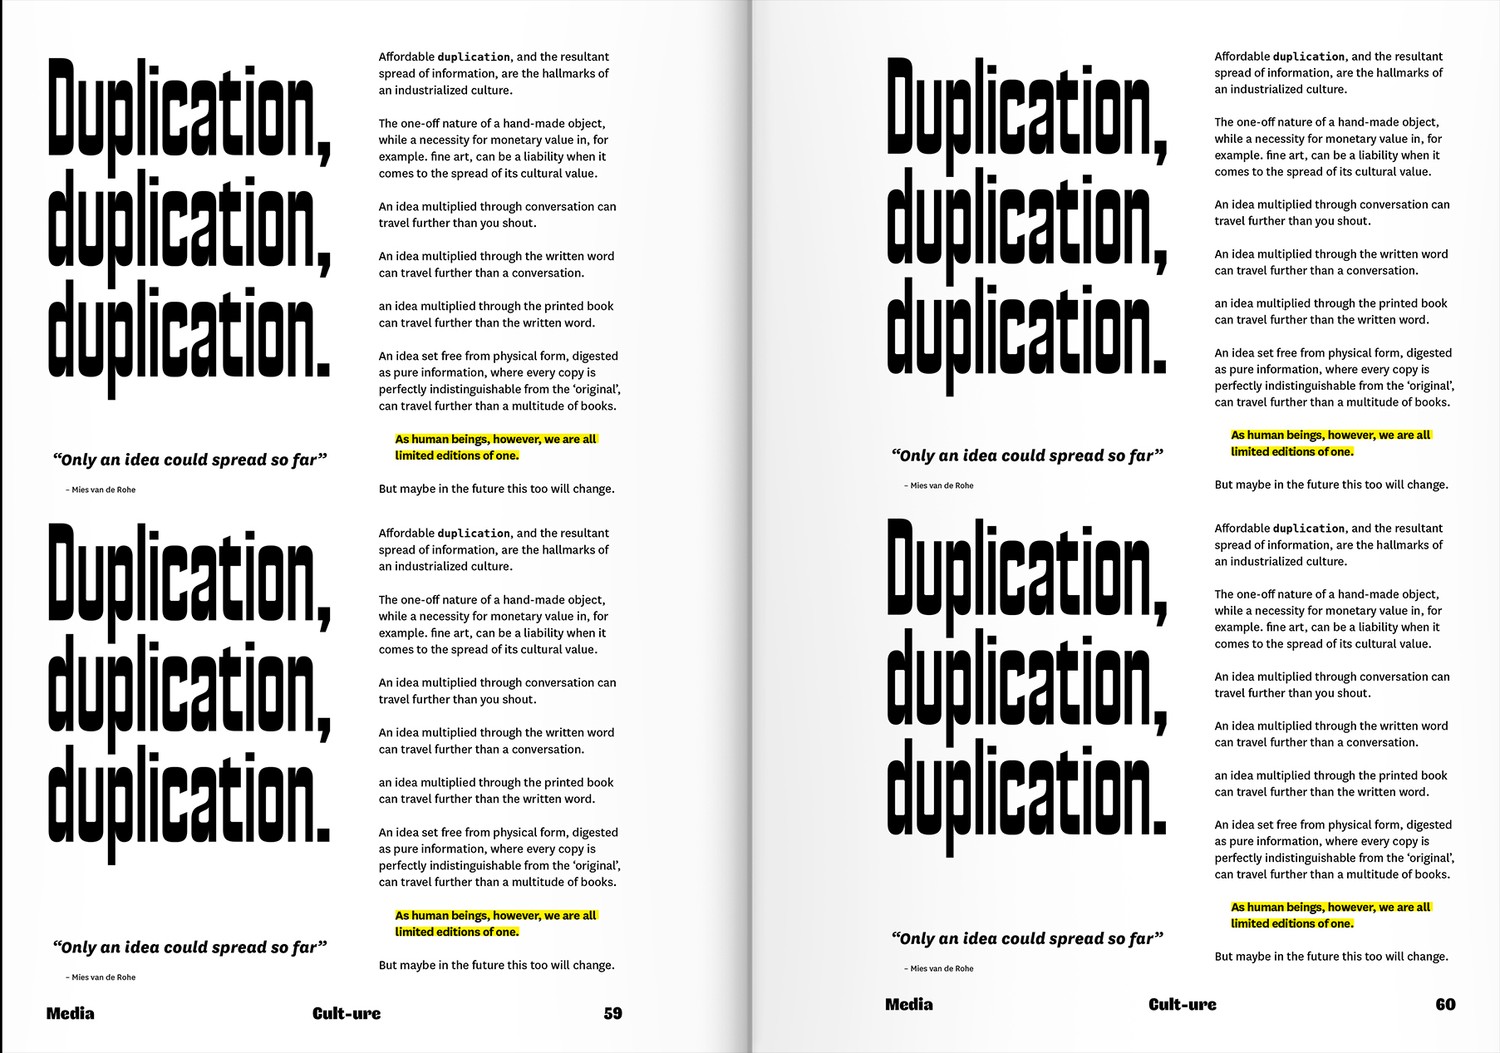 Duplication,
duplication,
duplication.
“Only an idea could spread so far”
– Mies van de Rohe
Affordable duplication, and the resultant
spread of information, are the hallmarks of
an industrialized culture.
The one-off nature of a hand-made object,
while a necessity for monetary value in, for
example. fine art, can be a liability when it
comes to the spread of its cultural value.
An idea multiplied through conversation can
travel further than you shout.
An idea multiplied through the written word
can travel further than a conversation.
an idea multiplied through the printed book
can travel further than the written word.
An idea set free from physical form, digested
as pure information, where every copy is
perfectly indistinguishable from the ‘original’,
can travel further than a multitude of books.
As human beings, however, we are all
limited editions of one.
But maybe in the future this too will change.
Duplication,
duplication,
duplication.
“Only an idea could spread so far”
– Mies van de Rohe
Affordable duplication, and the resultant
spread of information, are the hallmarks of
an industrialized culture.
The one-off nature of a hand-made object,
while a necessity for monetary value in, for
example. fine art, can be a liability when it
comes to the spread of its cultural value.
An idea multiplied through conversation can
travel further than you shout.
An idea multiplied through the written word
can travel further than a conversation.
an idea multiplied through the printed book
can travel further than the written word.
An idea set free from physical form, digested
as pure information, where every copy is
perfectly indistinguishable from the ‘original’,
can travel further than a multitude of books.
As human beings, however, we are all
limited editions of one.
But maybe in the future this too will change.
Media Cult-ure 59
Duplication,
duplication,
duplication.
“Only an idea could spread so far”
– Mies van de Rohe
Affordable duplication, and the resultant
spread of information, are the hallmarks of
an industrialized culture.
The one-off nature of a hand-made object,
while a necessity for monetary value in, for
example. fine art, can be a liability when it
comes to the spread of its cultural value.
An idea multiplied through conversation can
travel further than you shout.
An idea multiplied through the written word
can travel further than a conversation.
an idea multiplied through the printed book
can travel further than the written word.
An idea set free from physical form, digested
as pure information, where every copy is
perfectly indistinguishable from the ‘original’,
can travel further than a multitude of books.
As human beings, however, we are all
limited editions of one.
But maybe in the future this too will change.
Duplication,
duplication,
duplication.
“Only an idea could spread so far”
– Mies van de Rohe
Affordable duplication, and the resultant
spread of information, are the hallmarks of
an industrialized culture.
The one-off nature of a hand-made object,
while a necessity for monetary value in, for
example. fine art, can be a liability when it
comes to the spread of its cultural value.
An idea multiplied through conversation can
travel further than you shout.
An idea multiplied through the written word
can travel further than a conversation.
an idea multiplied through the printed book
can travel further than the written word.
An idea set free from physical form, digested
as pure information, where every copy is
perfectly indistinguishable from the ‘original’,
can travel further than a multitude of books.
As human beings, however, we are all
limited editions of one.
But maybe in the future this too will change.
Media Cult-ure 60